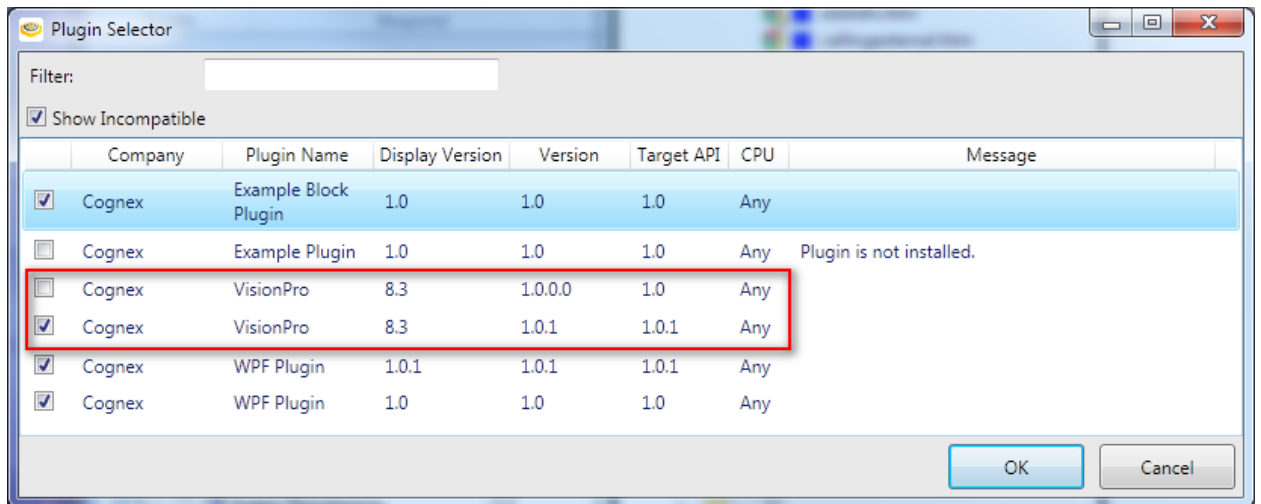 Plugin Selector
Filter:
Show Incompatible
Company Plugin Name Display Version Version Target API CPU Message
Cognex Example Block Plugin 1.0 1.0 1.0 Any
Cognex Example Plugin 1.0 1.0 1.0 Any Plugin is not installed.
Cognex VisionPro 8.3 1.0.0.0 1.0 Any
Cognex VisionPro 8.3 1.0.1 1.0.1 Any
Cognex WPF Plugin 1.0.1 1.0.1 1.0.1 Any
Cognex WPF Plugin 1.0 1.0 1.0 Any
OK Cancel